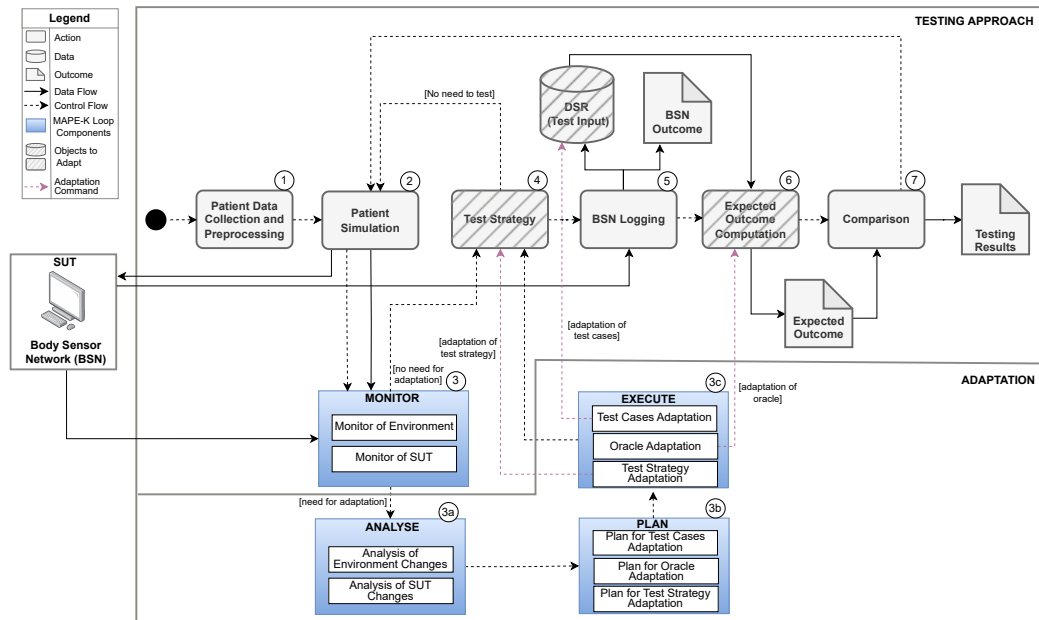 Legend
Action
Data
Outcome
Data Flow
Control Flow
MAPE-K Loop
Components
Objects to
Adapt
Adaptation
Command
TESTING APPROACH
[No need to test]
DSR
(Test Input)
BSN
Outcome
1
Patient Data
Collection and
Preprocessing
2
Patient
Simulation
4
Test Strategy
5
BSN Logging
6
Expected
Outcome
Computation
7
Comparison
Testing
Results
SUT
Body Sensor
Network (BSN)
Expected
Outcome
[adaptation of
test cases]
[adaptation of
test strategy]
[no need for
adaptation]
[adaptation of
oracle]
ADAPTATION
3
MONITOR
Monitor of Environment
Monitor of SUT
3c
EXECUTE
Test Cases Adaptation
Oracle Adaptation
Test Strategy
Adaptation
[need for adaptation]
3a
ANALYSE
Analysis of
Environment Changes
Analysis of SUT
Changes
3b
PLAN
Plan for Test Cases
Adaptation
Plan for Oracle
Adaptation
Plan for Test Strategy
Adaptation